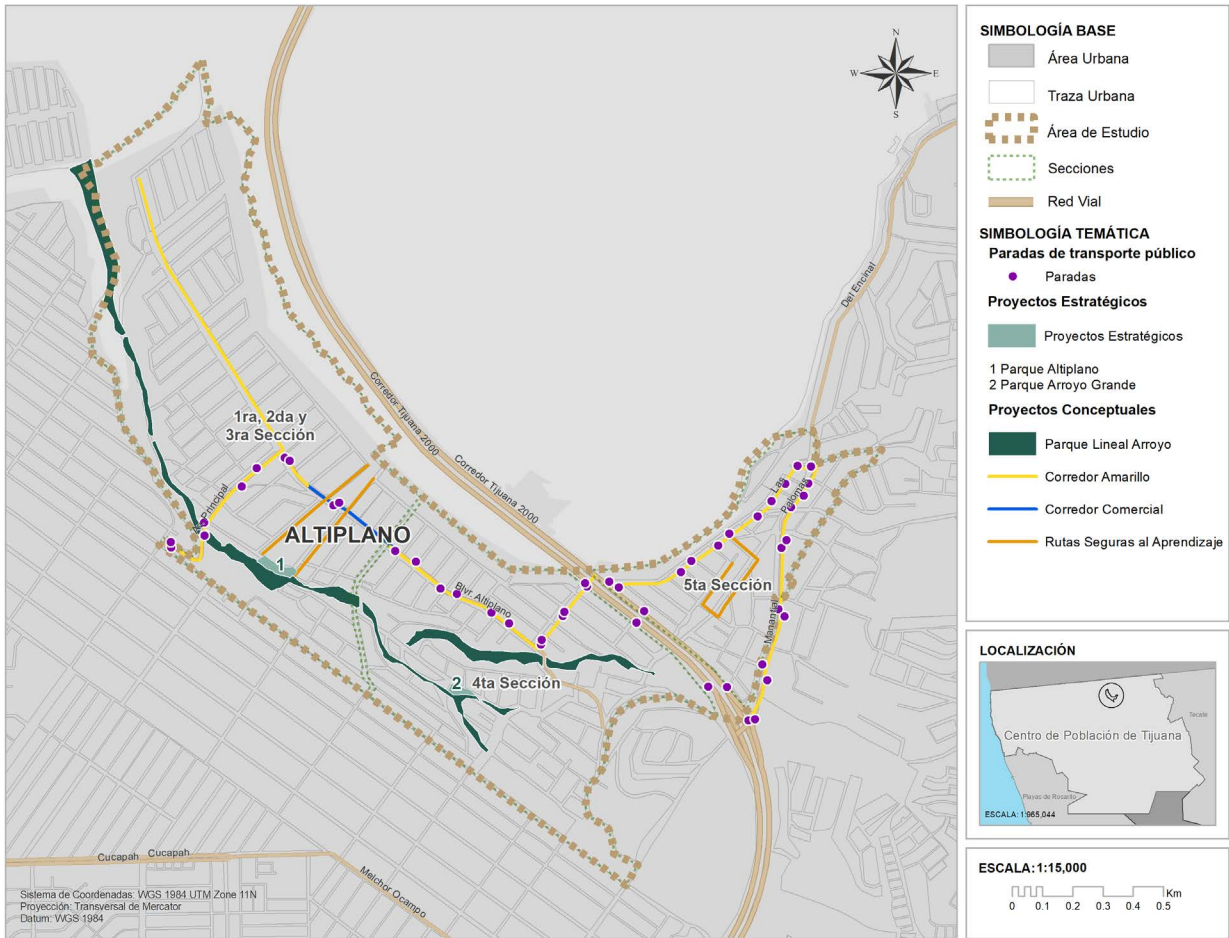 N
W
E
S
Del Encinal
Corredor Tijuana 2000
Corredor Tijuana 2000
1ra, 2da y
3ra Sección
Principal
ALTIPLANO
1
Las
Palomas
5ta Sección
Blvr. Altiplano
Manantial
2
4ta Sección
Cucapah
Cucapah
Melchor Ocampo
Sistema de Coordenadas: WGS 1984 UTM Zone 11N
Proyección: Transversal de Mercator
Datum: WGS 1984
SIMBOLOGÍA BASE
Área Urbana
Traza Urbana
Área de Estudio
Secciones
Red Vial
SIMBOLOGÍA TEMÁTICA
Paradas de transporte público
Paradas
Proyectos Estratégicos
Proyectos Estratégicos
1 Parque Altiplano
2 Parque Arroyo Grande
Proyectos Conceptuales
Parque Lineal Arroyo
Corredor Amarillo
Corredor Comercial
Rutas Seguras al Aprendizaje
LOCALIZACIÓN
Tecate
Centro de Población de Tijuana
Playas de Rosarito
ESCALA: 1:965,044
ESCALA: 1:15,000
Km
0 0.1 0.2 0.3 0.4 0.5